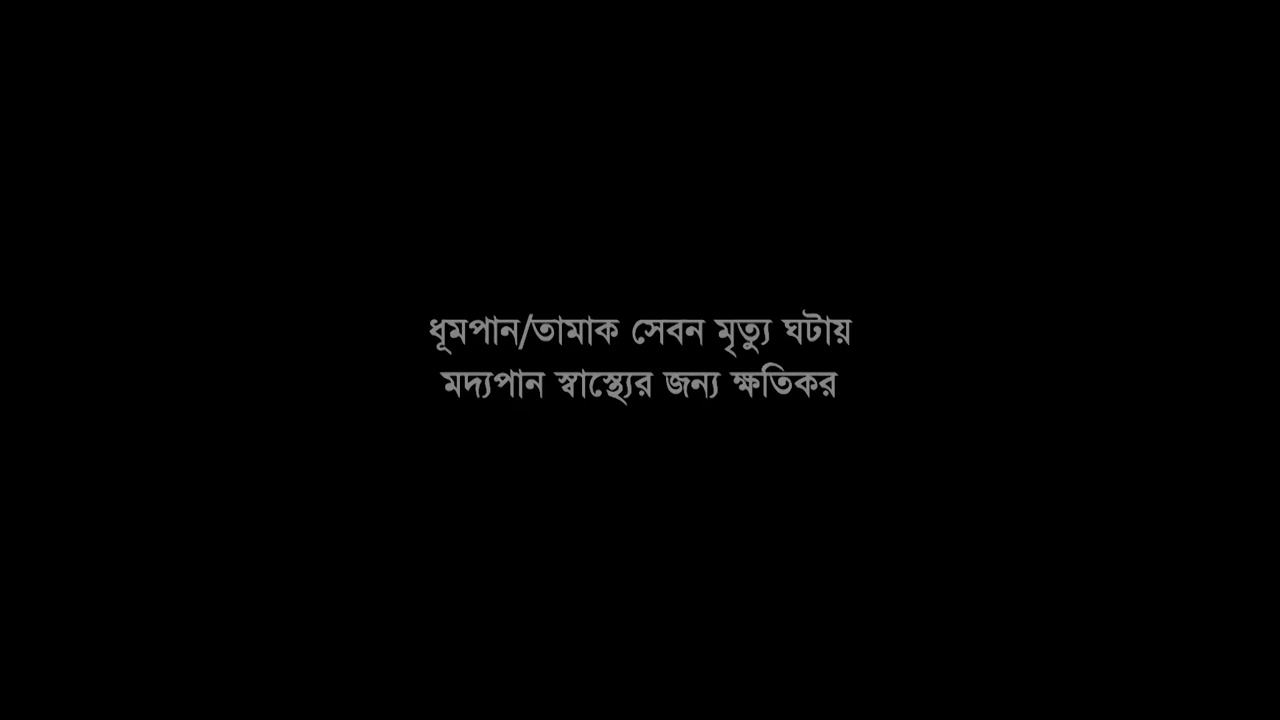 ধূমপান/তামাক সেবন মৃত্যু ঘটায়
মদ্যপান স্বাস্থ্যের জন্য ক্ষতিকর